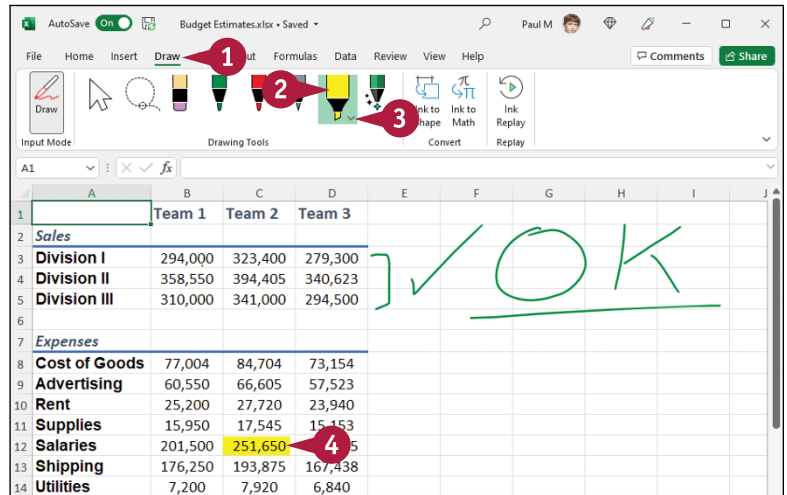 AutoSave On Budget Estimates.xlsx • Saved Paul M
File Home Insert Draw ut Formulas Data Review View Help Comments Share
1
2
3
Draw
Ink to Ink to Ink
hape Math Replay
Input Mode Drawing Tools Convert Replay
A1 fx
A B C D E F G H I J
1 Team 1 Team 2 Team 3
2 Sales
3 Division I 294,000 323,400 279,300
4 Division II 358,550 394,405 340,623
5 Division III 310,000 341,000 294,500
OK
6
7 Expenses
8 Cost of Goods 77,004 84,704 73,154
9 Advertising 60,550 66,605 57,523
10 Rent 25,200 27,720 23,940
11 Supplies 15,950 17,545 15,153
12 Salaries 201,500 251,650 4 5
13 Shipping 176,250 193,875 167,438
14 Utilities 7,200 7,920 6,840